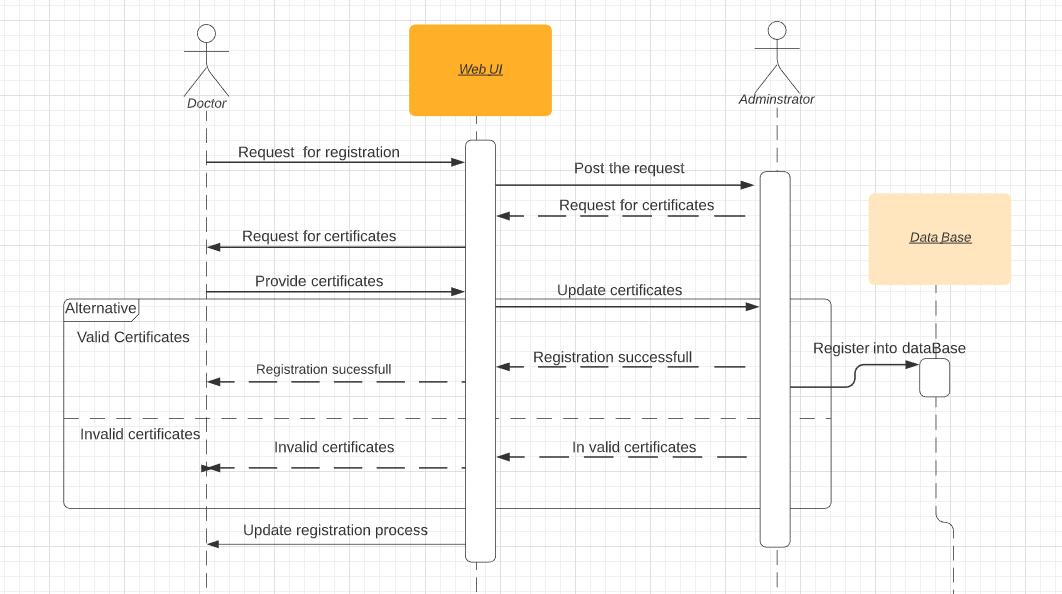 Doctor
Web UI
Adminstrator
Request for registration
Post the request
Request for certificates
Data Base
Request for certificates
Provide certificates
Update certificates
Alternative
Valid Certificates
Register into dataBase
Registration successfull
Registration sucessfull
Invalid certificates
Invalid certificates
In valid certificates
Update registration process